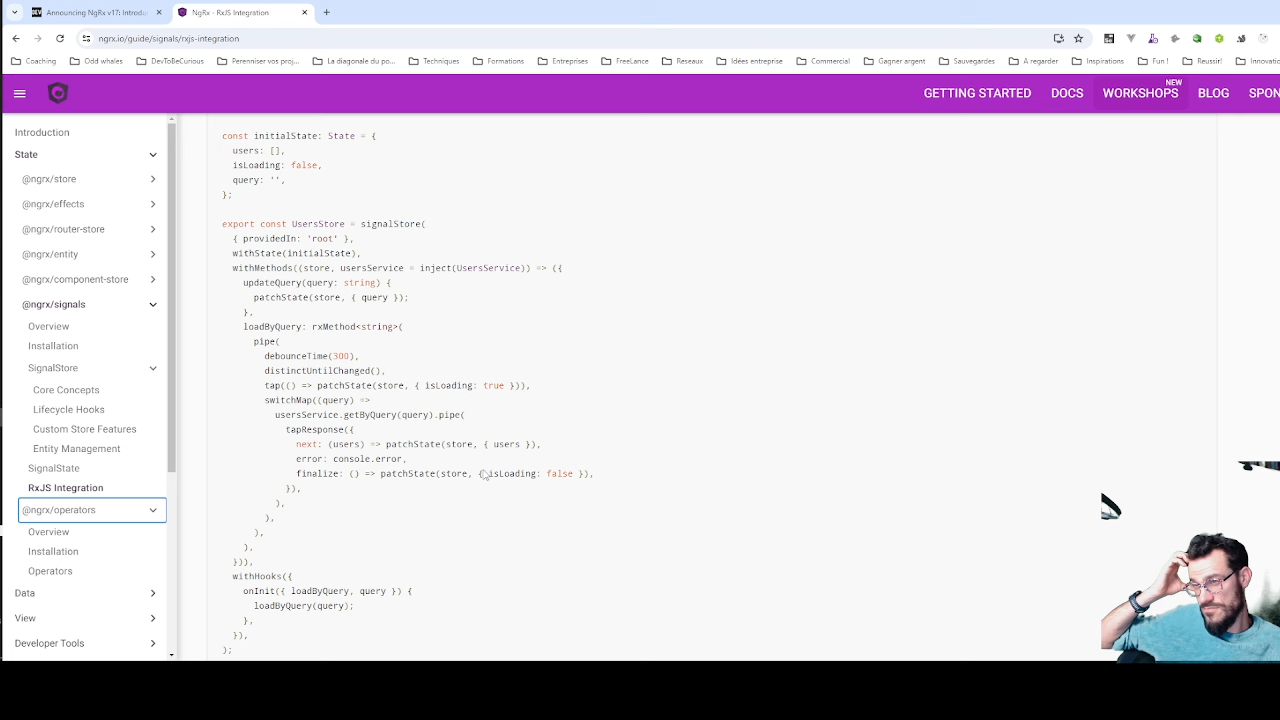 Announcing NgRx v17: Introdu
NgRx - RxJS Integration
ngrx.io/guide/signals/rxjs-integration
Coaching
Odd whales
DevToBeCurious
Perenniser vos proj...
La diagonale du po...
Techniques
Formations
Entreprises
FreeLance
Reseaux
Idées entreprise
Commercial
Gagner argent
Sauvegardes
A regarder
Inspirations
Fun !
Reussir!
Innovatio
GETTING STARTED
DOCS
WORKSHOPS
NEW
BLOG
SPON
Introduction
State
@ngrx/store
@ngrx/effects
@ngrx/router-store
@ngrx/entity
@ngrx/component-store
@ngrx/signals
Overview
Installation
SignalStore
Core Concepts
Lifecycle Hooks
Custom Store Features
Entity Management
SignalState
RxJS Integration
@ngrx/operators
Overview
Installation
Operators
Data
View
Developer Tools
const initialState: State = {
users: [],
isLoading: false,
query: '',
};
export const UsersStore = signalStore(
{ providedIn: 'root' },
withState(initialState),
withMethods((store, usersService = inject(UsersService)) => ({
updateQuery(query: string) {
patchState(store, { query });
},
loadByQuery: rxMethod<string>(
pipe(
debounceTime(300),
distinctUntilChanged(),
tap(() => patchState(store, { isLoading: true })),
switchMap((query) =>
usersService.getByQuery(query).pipe(
tapResponse({
next: (users) => patchState(store, { users }),
error: console.error,
finalize: () => patchState(store, { isLoading: false }),
}),
),
),
),
),
})),
withHooks({
onInit({ loadByQuery, query }) {
loadByQuery(query);
},
}),
);